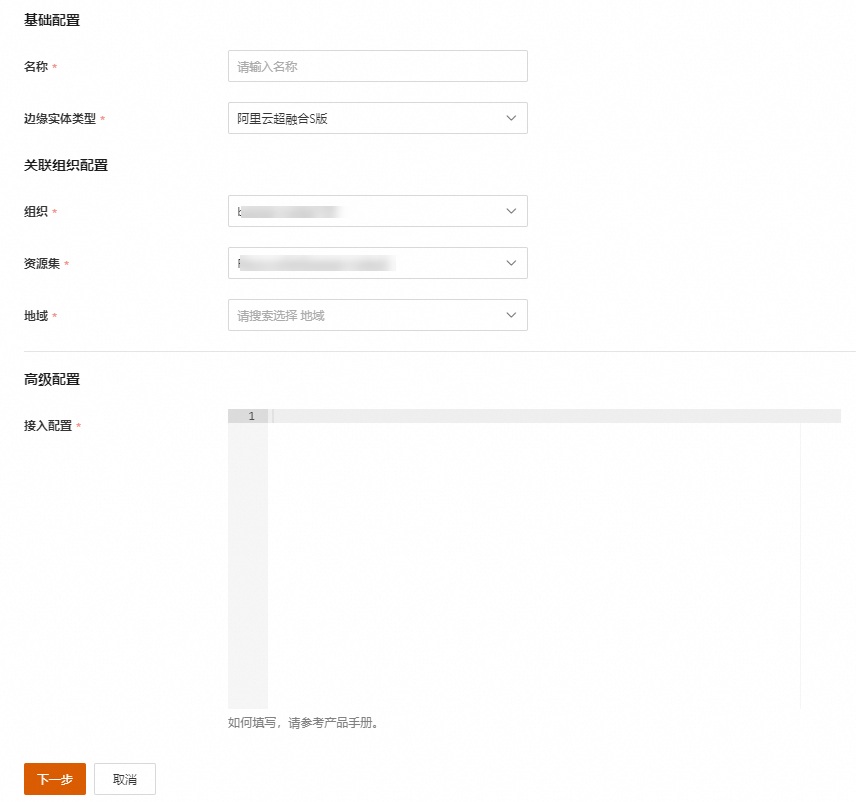 基础配置
名称 *
请输入名称
边缘实体类型 *
阿里云超融合S版
关联组织配置
组织 *
资源集 *
地域 *
请搜索选择 地域
高级配置
接入配置 *
1
如何填写，请参考产品手册。
下一步
取消